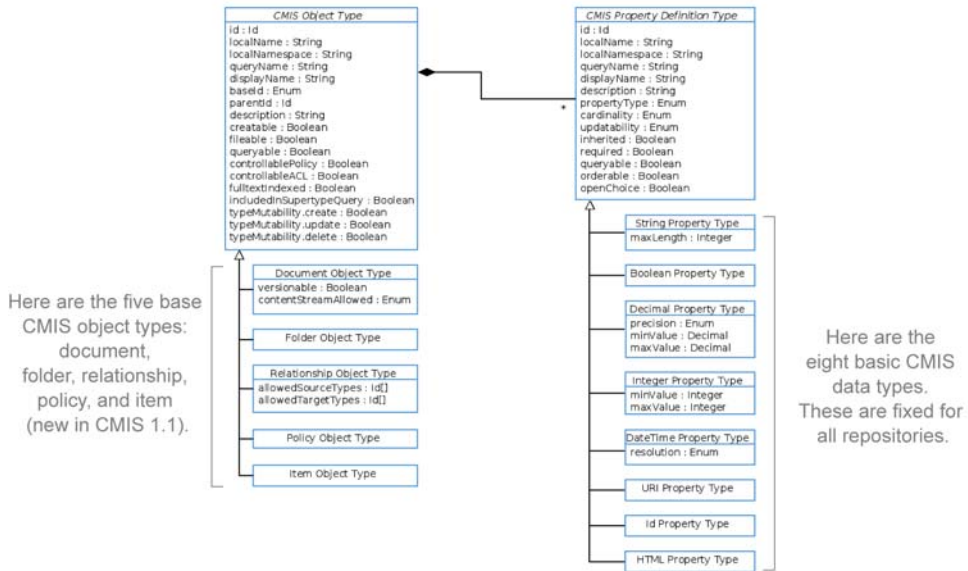 CMIS Object Type
id : Id
localName : String
localNamespace : String
queryName : String
displayName : String
baseId : Enum
parentId : Id
description : String
creatable : Boolean
fileable : Boolean
queryable : Boolean
controllablePolicy : Boolean
controllableACL : Boolean
fulltextIndexed : Boolean
includedInSupertypeQuery : Boolean
typeMutability.create : Boolean
typeMutability.update : Boolean
typeMutability.delete : Boolean
*
CMIS Property Definition Type
id : Id
localName : String
localNamespace : String
queryName : String
displayName : String
description : String
propertyType : Enum
cardinality : Enum
updatability : Enum
inherited : Boolean
required : Boolean
queryable : Boolean
orderable : Boolean
openChoice : Boolean
Here are the five base
CMIS object types:
document,
folder, relationship,
policy, and item
(new in CMIS 1.1).
Document Object Type
versionable : Boolean
contentStreamAllowed : Enum
Folder Object Type
Relationship Object Type
allowedSourceTypes : Id[]
allowedTargetTypes : Id[]
Policy Object Type
Item Object Type
String Property Type
maxLength : Integer
Boolean Property Type
Decimal Property Type
precision : Enum
minValue : Decimal
maxValue : Decimal
Integer Property Type
minValue : Integer
maxValue : Integer
DateTime Property Type
resolution : Enum
URI Property Type
Id Property Type
HTML Property Type
Here are the
eight basic CMIS
data types.
These are fixed for
all repositories.